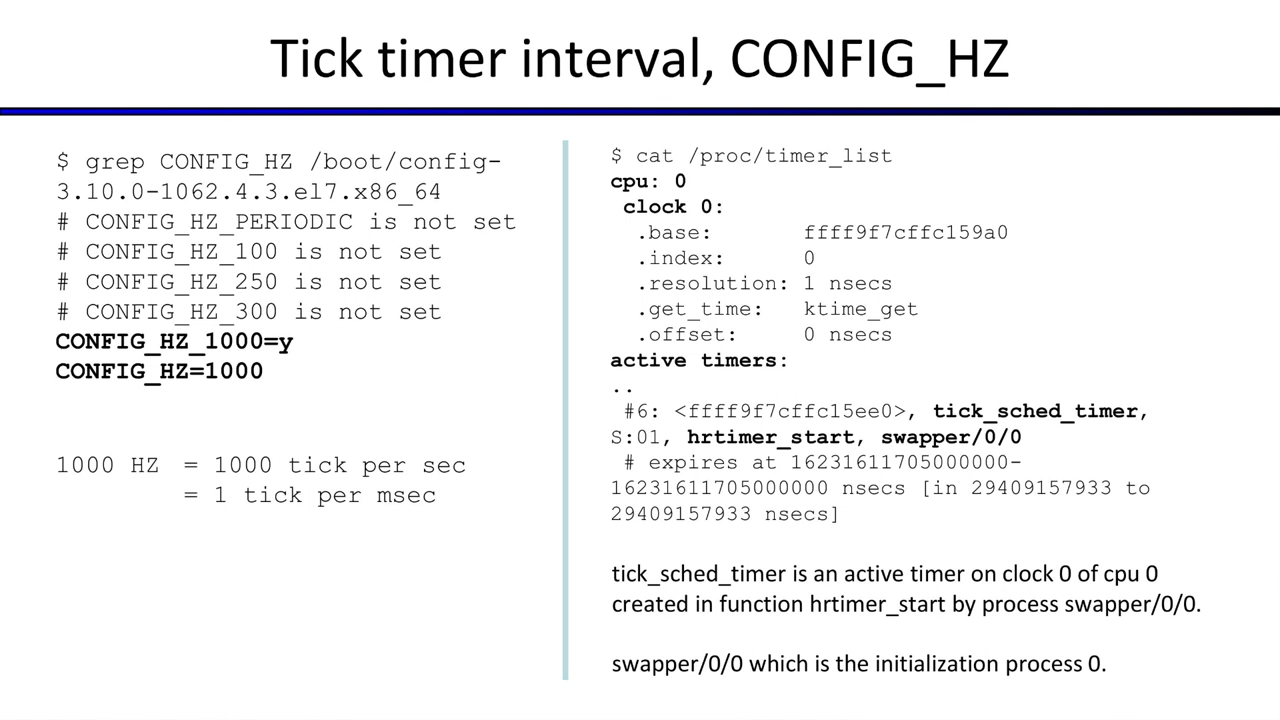 Tick timer interval, CONFIG_HZ
$ grep CONFIG_HZ /boot/config-
3.10.0-1062.4.3.el7.x86_64
# CONFIG_HZ_PERIODIC is not set
# CONFIG_HZ_100 is not set
# CONFIG_HZ_250 is not set
# CONFIG_HZ_300 is not set
CONFIG_HZ_1000=y
CONFIG_HZ=1000
1000 HZ = 1000 tick per sec
= 1 tick per msec
$ cat /proc/timer_list
cpu: 0
clock 0:
.base: ffff9f7cffc159a0
.index: 0
.resolution: 1 nsecs
.get_time: ktime_get
.offset: 0 nsecs
active timers:
..
#6: <ffff9f7cffc15ee0>, tick_sched_timer,
S:01, hrtimer_start, swapper/0/0
# expires at 16231611705000000-
16231611705000000 nsecs [in 29409157933 to
29409157933 nsecs]
tick_sched_timer is an active timer on clock 0 of cpu 0
created in function hrtimer_start by process swapper/0/0.
swapper/0/0 which is the initialization process 0.